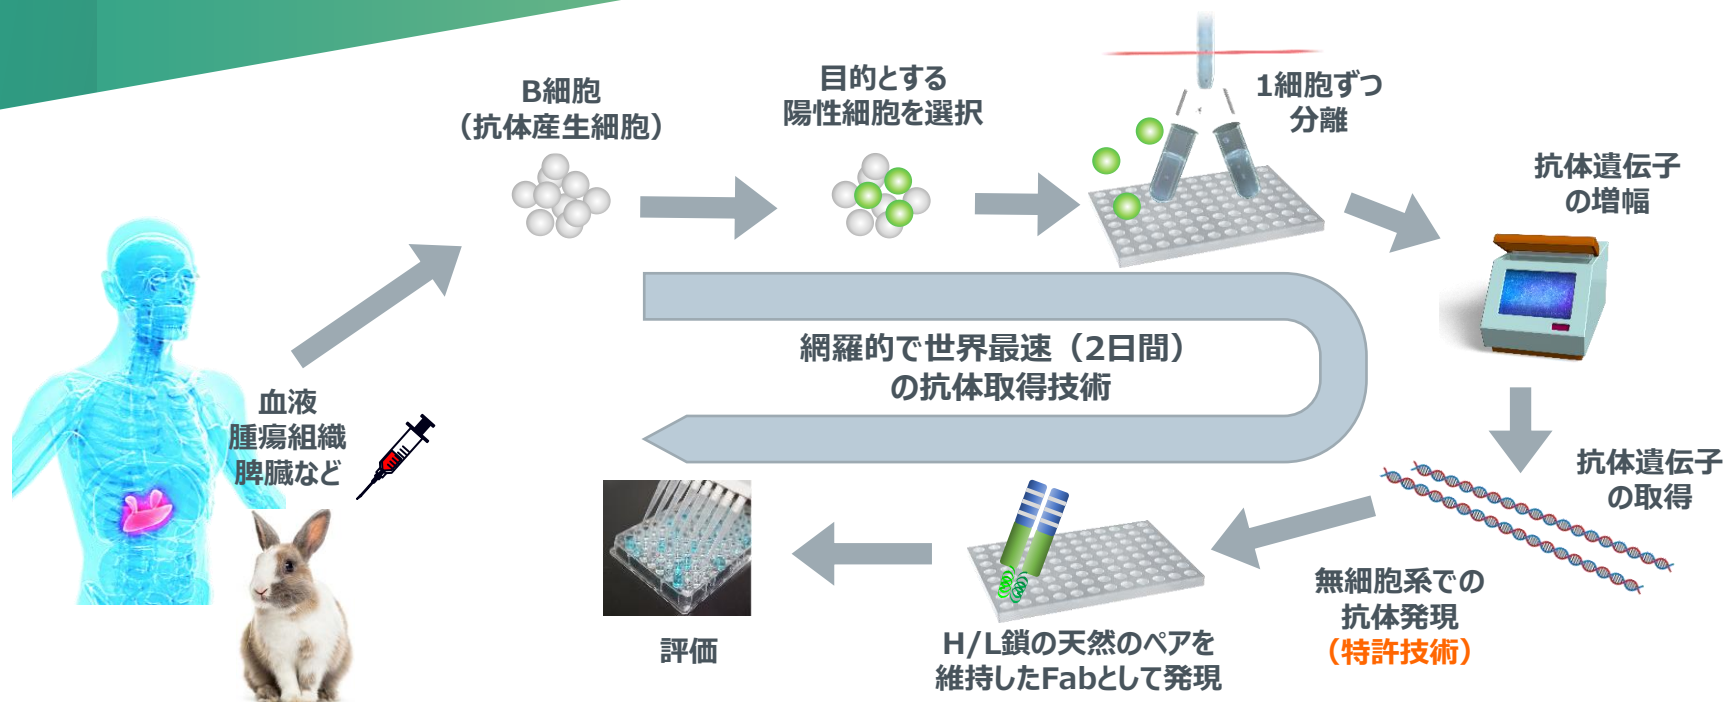 B細胞
（抗体産生細胞）
目的とする
陽性細胞を選択
1細胞ずつ
分離
抗体遺伝子
の増幅
網羅的で世界最速（2日間）
の抗体取得技術
血液
腫瘍組織
脾臓など
抗体遺伝子
の取得
無細胞系での
抗体発現
（特許技術）
H/L鎖の天然のペアを
維持したFabとして発現
評価